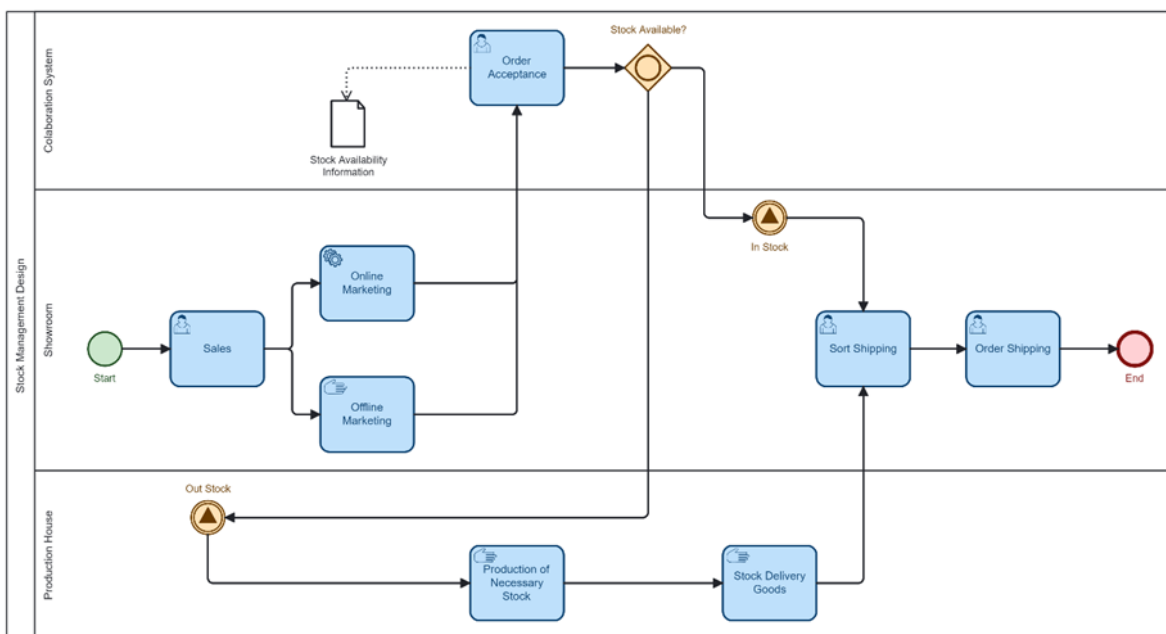 Stock Management Design
Colaboration System
Order
Acceptance
Stock Available?
Stock Availability
Information
Showroom
In Stock
Online
Marketing
Start
Sales
Offline
Marketing
Sort Shipping
Order Shipping
End
Production House
Out Stock
Production of
Necessary
Stock
Stock Delivery
Goods